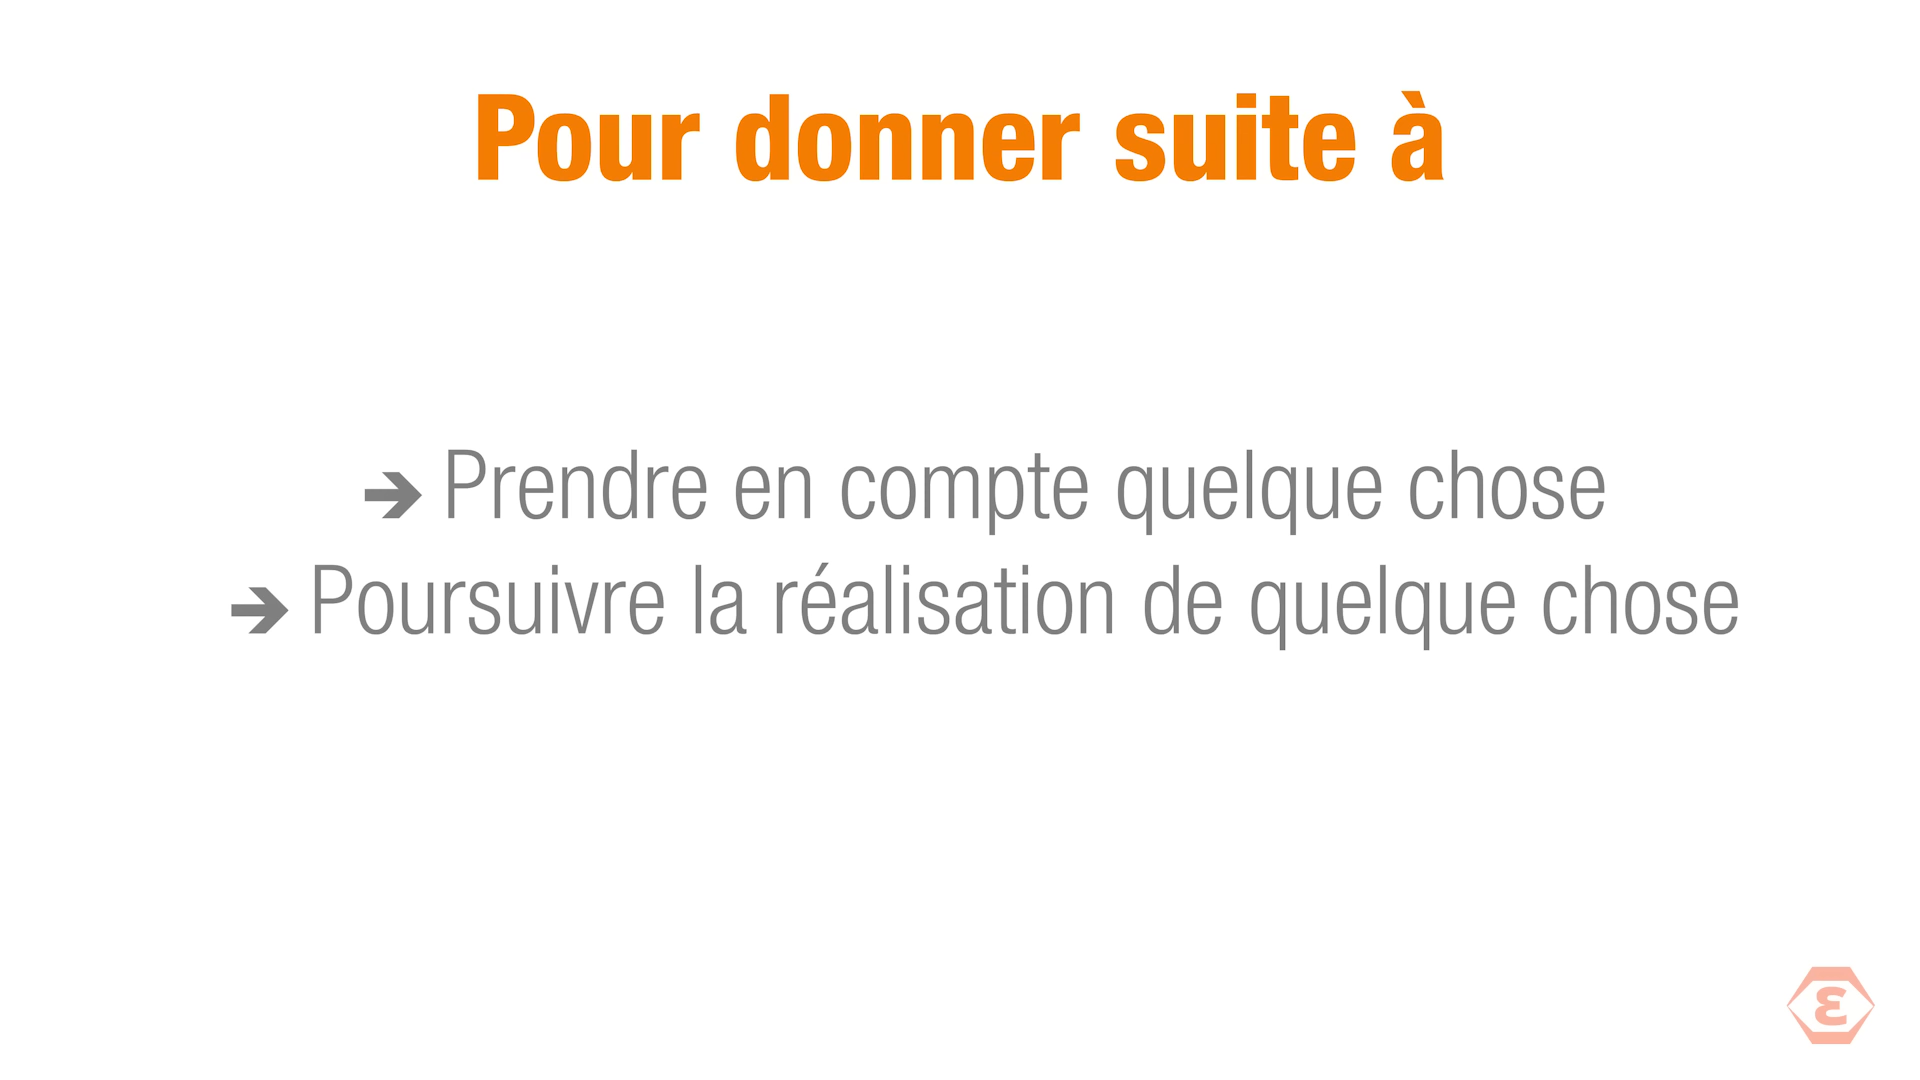 Pour donner suite à
➔ Prendre en compte quelque chose
➔ Poursuivre la réalisation de quelque chose